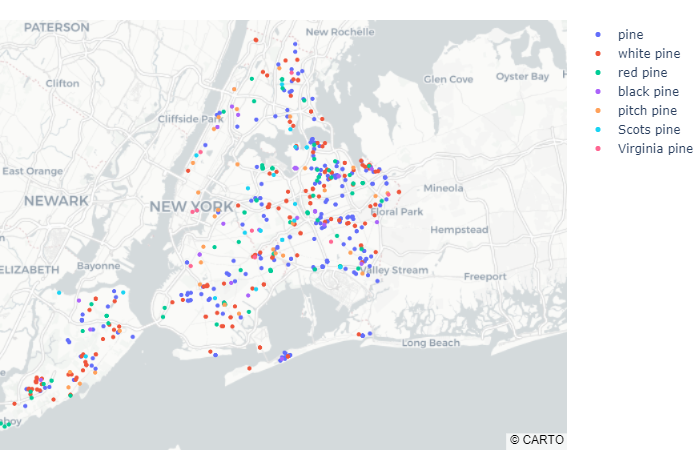 PATERSON
New Rochelle
Clifton
Glen Cove
Oyster Bay
H
Cliffside Park
East Orange
Mineola
NEWARK
NEW YORK
Floral Park
Hempstead
n
ELIZABETH
Bayonne
Valley Stream
Freeport
Long Beach
e
boy
© CARTO
pine
white pine
red pine
black pine
pitch pine
Scots pine
Virginia pine